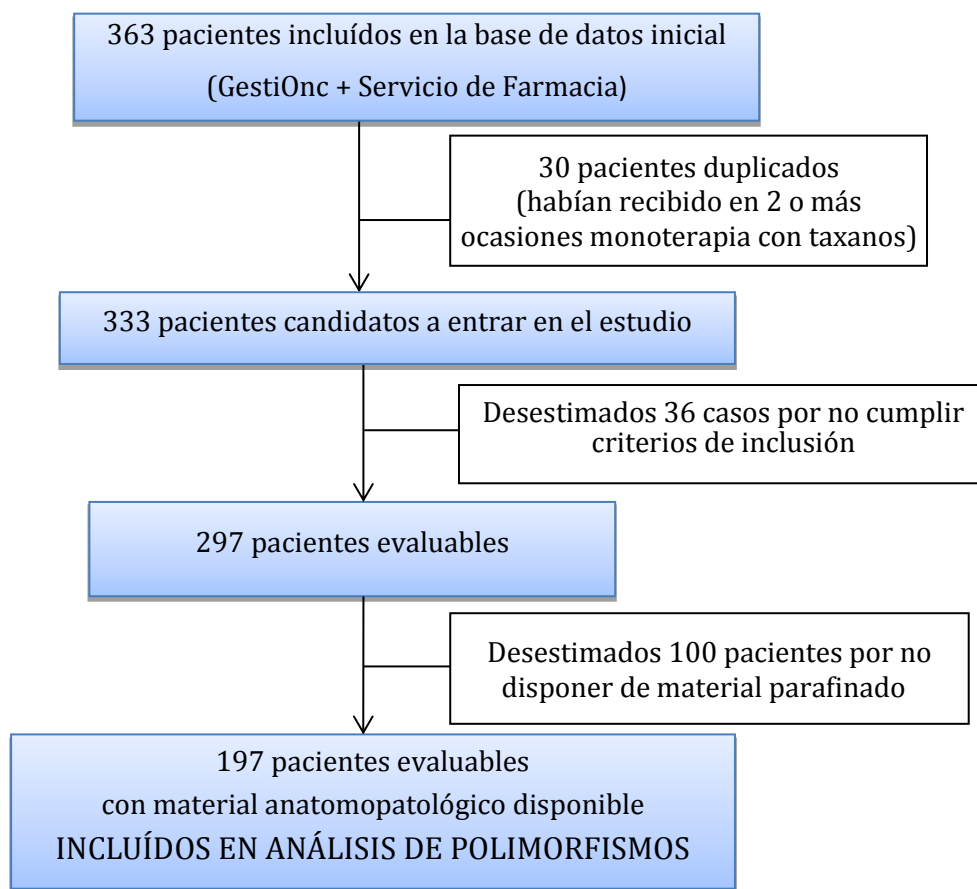 363 pacientes incluídos en la base de datos inicial
(GestiOnc + Servicio de Farmacia)
30 pacientes duplicados
(habían recibido en 2 o más
ocasiones monoterapia con taxanos)
333 pacientes candidatos a entrar en el estudio
Desestimados 36 casos por no cumplir
criterios de inclusión
297 pacientes evaluables
Desestimados 100 pacientes por no
disponer de material parafinado
197 pacientes evaluables
con material anatomopatológico disponible
INCLUÍDOS EN ANÁLISIS DE POLIMORFISMOS